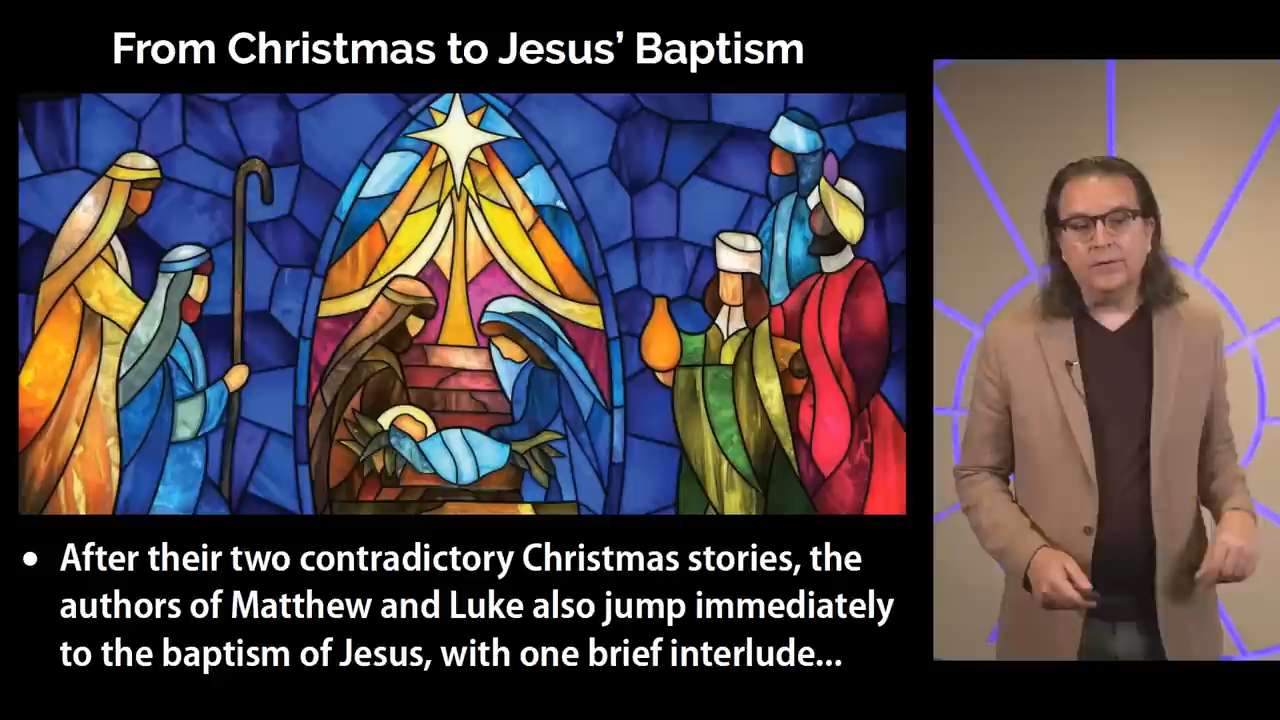 From Christmas to Jesus’ Baptism
• After their two contradictory Christmas stories, the
authors of Matthew and Luke also jump immediately
to the baptism of Jesus, with one brief interlude...